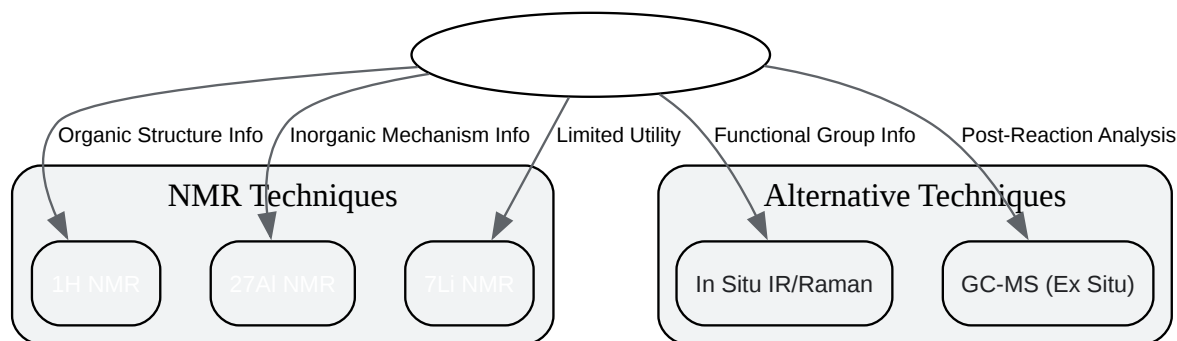 Organic Structure Info
Inorganic Mechanism Info
Limited Utility
Functional Group Info
Post-Reaction Analysis
NMR Techniques
Alternative Techniques
1H NMR
27Al NMR
7Li NMR
In Situ IR/Raman
GC-MS (Ex Situ)